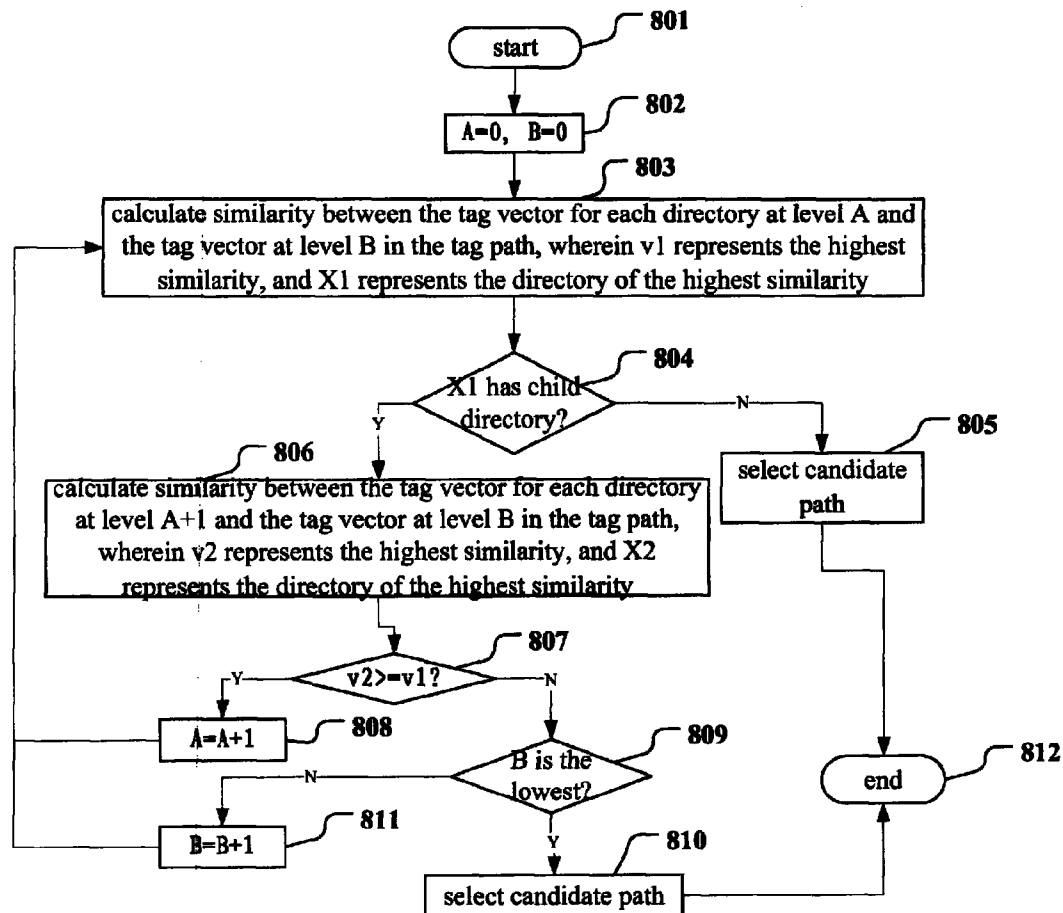 801
start
802
A=0, B=0
803
calculate similarity between the tag vector for each directory at level A and
the tag vector at level B in the tag path, wherein v1 represents the highest
similarity, and X1 represents the directory of the highest similarity
804
X1 has child
directory?
Y
N
805
select candidate
path
806
calculate similarity between the tag vector for each directory
at level A+1 and the tag vector at level B in the tag path,
wherein v2 represents the highest similarity, and X2
represents the directory of the highest similarity
807
v2>=v1?
Y
N
808
A=A+1
809
B is the
lowest?
N
Y
811
B=B+1
810
select candidate path
812
end